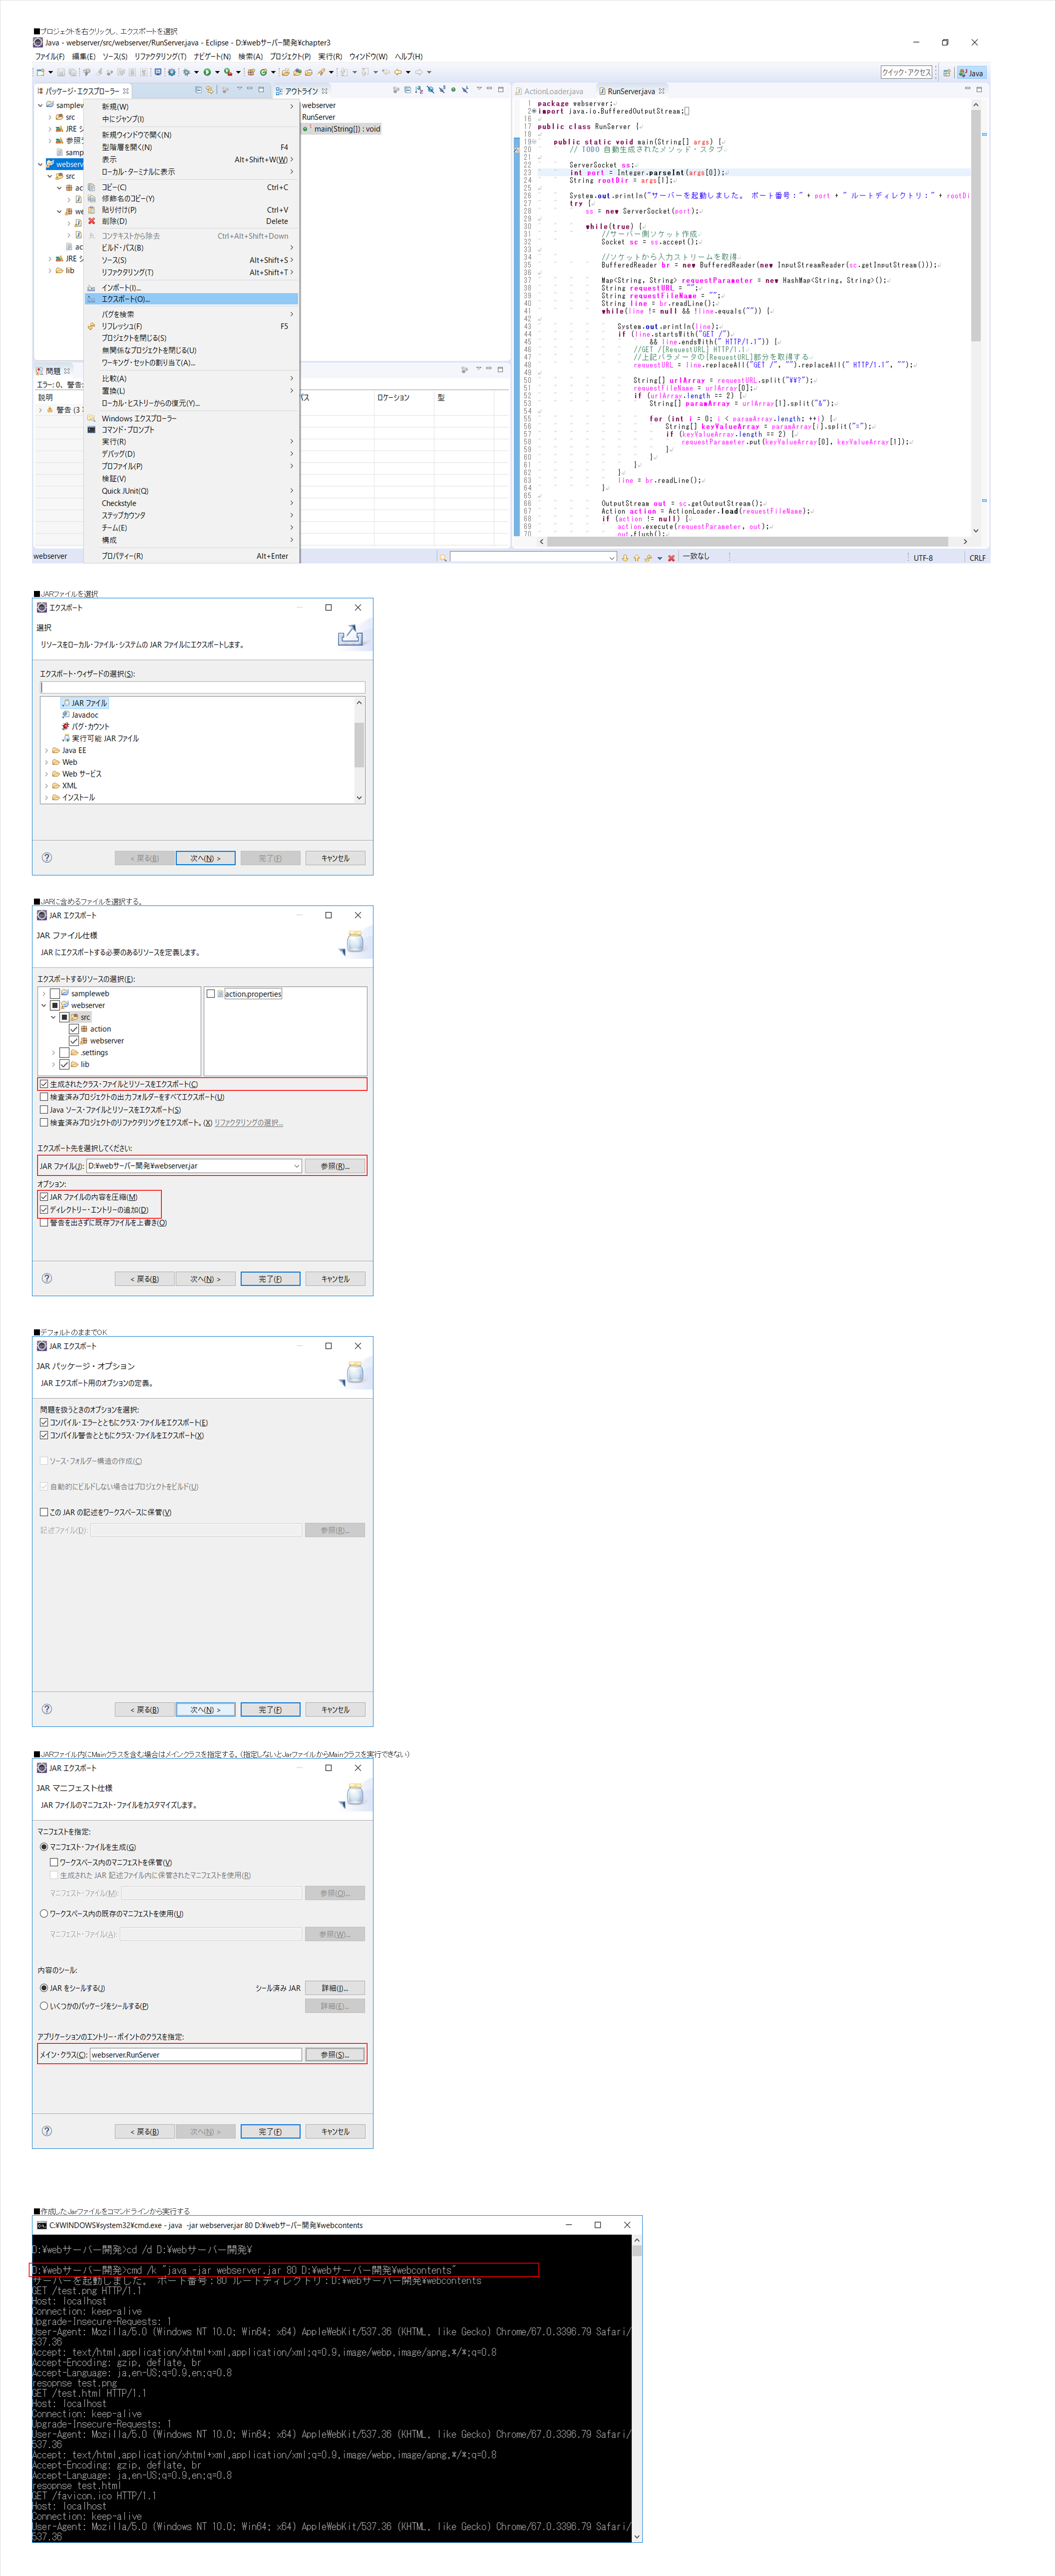 ■プロジェクトを右クリックし、エクスポートを選択
Java - webserver/src/webserver/RunServer.java - Eclipse - D:¥webサーバー開発¥chapter3
ファイル(F) 編集(E) ソース(S) リファクタリング(T) ナビゲート(N) 検索(A) プロジェクト(P) 実行(R) ウィンドウ(W) ヘルプ(H)
クイック・アクセス Java
パッケージ・エクスプローラー
samplew
src
JRE シ
参照ラ
samp
webserv
src
ac
we
ac
JRE シ
lib
新規(W)
中にジャンプ(I)
新規ウィンドウで開く(N)
型階層を開く(N) F4
表示 Alt+Shift+W(W)
ローカル・ターミナルに表示
コピー(C) Ctrl+C
修飾名のコピー(Y)
貼り付け(P) Ctrl+V
削除(D) Delete
コンテキストから除去 Ctrl+Alt+Shift+Down
ビルド・パス(B)
ソース(S) Alt+Shift+S
リファクタリング(T) Alt+Shift+T
インポート(I)...
エクスポート(O)...
バグを検索
リフレッシュ(F) F5
プロジェクトを閉じる(S)
無関係なプロジェクトを閉じる(U)
ワーキング・セットの割り当て(A)...
比較(A)
置換(L)
ローカル・ヒストリーからの復元(Y)...
Windows エクスプローラー
コマンド・プロンプト
実行(R)
デバッグ(D)
プロファイル(P)
検証(V)
Quick JUnit(Q)
Checkstyle
ステップカウンタ
チーム(E)
構成
プロパティー(R) Alt+Enter
アウトライン
webserver
RunServer
main(String[]) : void
問題
エラー: 0、警告:
説明 パス ロケーション 型
警告 (3
webserver
ActionLoader.java RunServer.java
1 package webserver;
2 import java.io.BufferedOutputStream;
16
17 public class RunServer {
18
19 public static void main(String[] args) {
20 // TODO 自動生成されたメソッド・スタブ
21
22 ServerSocket ss;
23 int port = Integer.parseInt(args[0]);
24 String rootDir = args[1];
25
26 System.out.println("サーバーを起動しました。 ポート番号：" + port + " ルートディレクトリ：" + rootDi
27 try {
28 ss = new ServerSocket(port);
29
30 while(true) {
31 //サーバー側ソケット作成
32 Socket sc = ss.accept();
33
34 //ソケットから入力ストリームを取得
35 BufferedReader br = new BufferedReader(new InputStreamReader(sc.getInputStream()));
36
37 Map<String, String> requestParameter = new HashMap<String, String>();
38 String requestURL = "";
39 String requestFileName = "";
40 String line = br.readLine();
41 while(line != null && !line.equals("")) {
42
43 System.out.println(line);
44 if (line.startsWith("GET /")
45 && line.endsWith(" HTTP/1.1")) {
46 //GET /[RequestURL] HTTP/1.1
47 //上記パラメータの[RequestURL]部分を取得する
48 requestURL = line.replaceAll("GET /", "").replaceAll(" HTTP/1.1", "");
49
50 String[] urlArray = requestURL.split("¥¥?");
51 requestFileName = urlArray[0];
52 if (urlArray.length == 2) {
53 String[] paramArray = urlArray[1].split("&");
54
55 for (int i = 0; i < paramArray.length; ++i) {
56 String[] keyValueArray = paramArray[i].split("=");
57 if (keyValueArray.length == 2) {
58 requestParameter.put(keyValueArray[0], keyValueArray[1]);
59 }
60 }
61 }
62 }
63 line = br.readLine();
64 }
65
66 OutputStream out = sc.getOutputStream();
67 Action action = ActionLoader.load(requestFileName);
68 if (action != null) {
69 action.execute(requestParameter, out);
70 out.flush();
一致なし UTF-8 CRLF
■JARファイルを選択
エクスポート
選択
リソースをローカル・ファイル・システムの JAR ファイルにエクスポートします。
エクスポート・ウィザードの選択(S):
JAR ファイル
Javadoc
バグ・カウント
実行可能 JAR ファイル
Java EE
Web
Web サービス
XML
インストール
< 戻る(B) 次へ(N) > 完了(F) キャンセル
■JARに含めるファイルを選択する。
JAR エクスポート
JAR ファイル仕様
JAR にエクスポートする必要のあるリソースを定義します。
エクスポートするリソースの選択(E):
sampleweb
webserver
src
action
webserver
.settings
lib
action.properties
生成されたクラス・ファイルとリソースをエクスポート(C)
検査済みプロジェクトの出力フォルダーをすべてエクスポート(U)
Java ソース・ファイルとリソースをエクスポート(S)
検査済みプロジェクトのリファクタリングをエクスポート。(X) リファクタリングの選択...
エクスポート先を選択してください:
JAR ファイル(J): D:¥webサーバー開発¥webserver.jar 参照(R)...
オプション:
JAR ファイルの内容を圧縮(M)
ディレクトリー・エントリーの追加(D)
警告を出さずに既存ファイルを上書き(O)
< 戻る(B) 次へ(N) > 完了(F) キャンセル
■デフォルトのままでOK
JAR エクスポート
JAR パッケージ・オプション
JAR エクスポート用のオプションの定義。
問題を扱うときのオプションを選択:
コンパイル・エラーとともにクラス・ファイルをエクスポート(E)
コンパイル警告とともにクラス・ファイルをエクスポート(X)
ソース・フォルダー構造の作成(C)
自動的にビルドしない場合はプロジェクトをビルド(U)
この JAR の記述をワークスペースに保管(V)
記述ファイル(D): 参照(R)...
< 戻る(B) 次へ(N) > 完了(F) キャンセル
■JARファイル内にMainクラスを含む場合はメインクラスを指定する。（指定しないとJarファイルからMainクラスを実行できない）
JAR エクスポート
JAR マニフェスト仕様
JAR ファイルのマニフェスト・ファイルをカスタマイズします。
マニフェストを指定:
マニフェスト・ファイルを生成(G)
ワークスペース内のマニフェストを保管(V)
生成された JAR 記述ファイル内に保管されたマニフェストを使用(R)
マニフェスト・ファイル(M): 参照(O)...
ワークスペース内の既存のマニフェストを使用(U)
マニフェスト・ファイル(A): 参照(W)...
内容のシール:
JAR をシールする(J) シール済み JAR 詳細(I)...
いくつかのパッケージをシールする(P) 詳細(E)...
アプリケーションのエントリー・ポイントのクラスを指定:
メイン・クラス(C): webserver.RunServer 参照(S)...
< 戻る(B) 次へ(N) > 完了(F) キャンセル
■作成したJarファイルをコマンドラインから実行する
C:¥WINDOWS¥system32¥cmd.exe - java -jar webserver.jar 80 D:¥webサーバー開発¥webcontents
D:¥webサーバー開発>cd /d D:¥webサーバー開発¥
D:¥webサーバー開発>cmd /k "java -jar webserver.jar 80 D:¥webサーバー開発¥webcontents"
サーバーを起動しました。 ポート番号：80 ルートディレクトリ：D:¥webサーバー開発¥webcontents
GET /test.png HTTP/1.1
Host: localhost
Connection: keep-alive
Upgrade-Insecure-Requests: 1
User-Agent: Mozilla/5.0 (Windows NT 10.0; Win64; x64) AppleWebKit/537.36 (KHTML, like Gecko) Chrome/67.0.3396.79 Safari/
537.36
Accept: text/html,application/xhtml+xml,application/xml;q=0.9,image/webp,image/apng,*/*;q=0.8
Accept-Encoding: gzip, deflate, br
Accept-Language: ja,en-US;q=0.9,en;q=0.8
resopnse test.png
GET /test.html HTTP/1.1
Host: localhost
Connection: keep-alive
Upgrade-Insecure-Requests: 1
User-Agent: Mozilla/5.0 (Windows NT 10.0; Win64; x64) AppleWebKit/537.36 (KHTML, like Gecko) Chrome/67.0.3396.79 Safari/
537.36
Accept: text/html,application/xhtml+xml,application/xml;q=0.9,image/webp,image/apng,*/*;q=0.8
Accept-Encoding: gzip, deflate, br
Accept-Language: ja,en-US;q=0.9,en;q=0.8
resopnse test.html
GET /favicon.ico HTTP/1.1
Host: localhost
Connection: keep-alive
User-Agent: Mozilla/5.0 (Windows NT 10.0; Win64; x64) AppleWebKit/537.36 (KHTML, like Gecko) Chrome/67.0.3396.79 Safari/
537.36